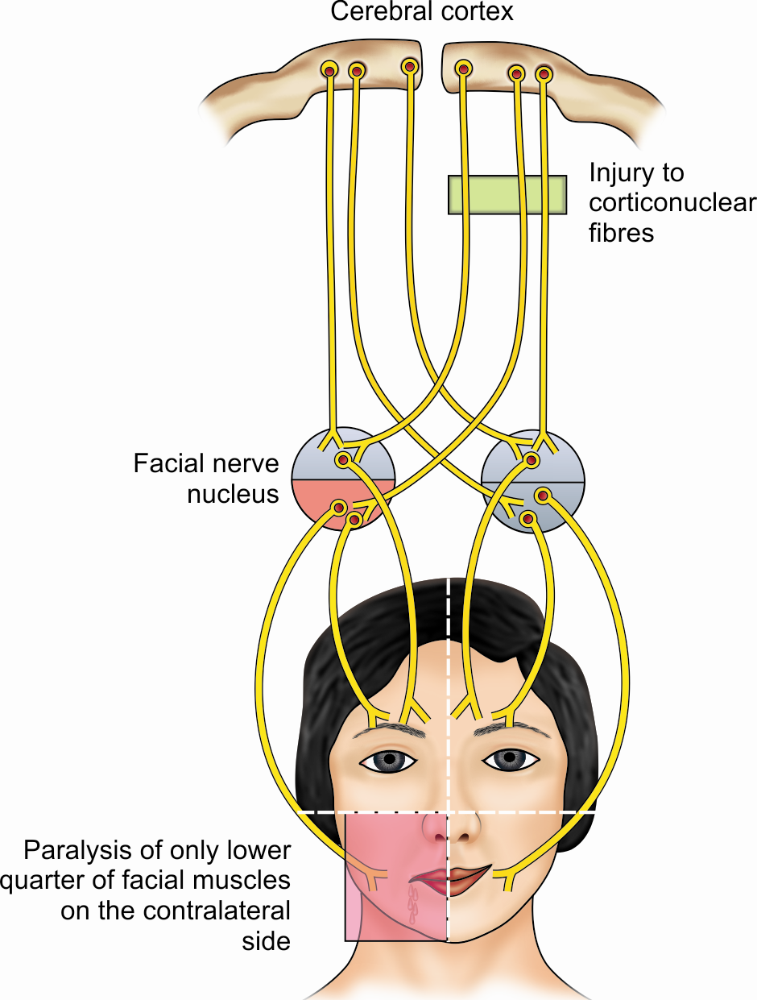 Cerebral cortex
Injury to
corticonuclear
fibres
Facial nerve
nucleus
Paralysis of only lower
quarter of facial muscles
on the contralateral
side